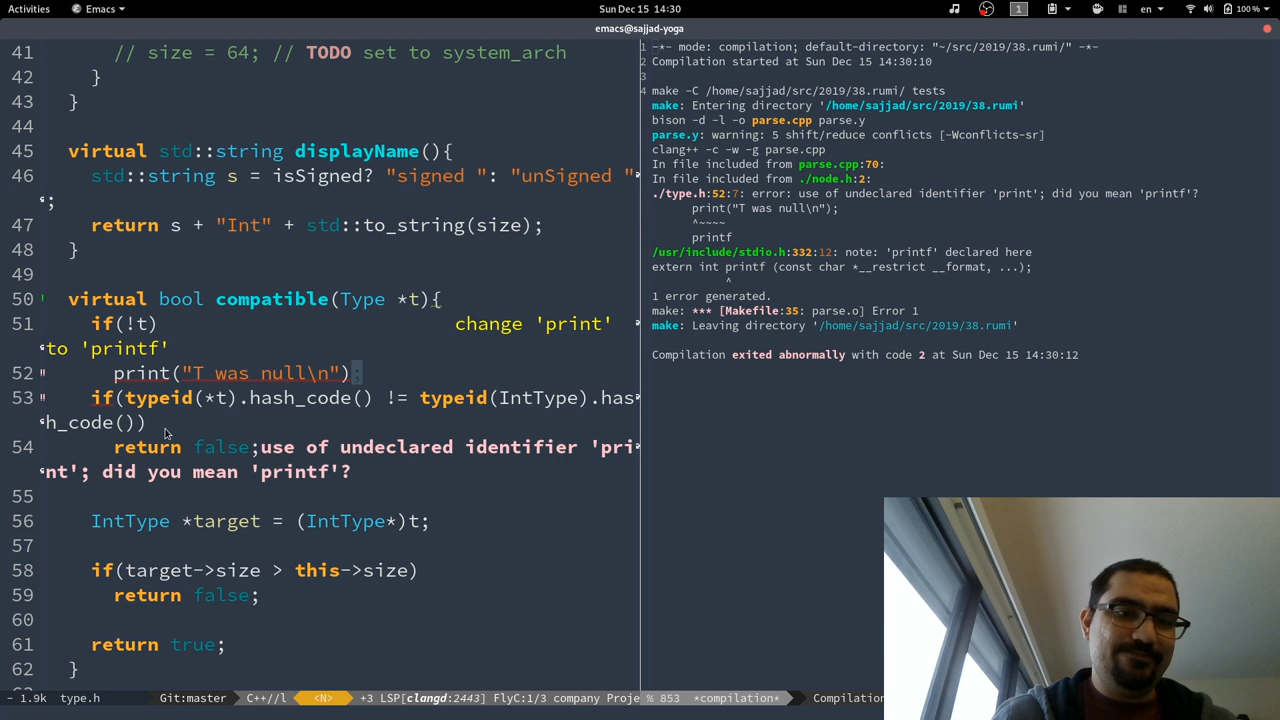 Activities Emacs Sun Dec 15 14:30 1 en 100 %
emacs@sajjad-yoga
41 // size = 64; // TODO set to system_arch
42 }
43 }
44
45 virtual std::string displayName(){
46 std::string s = isSigned? "signed ": "unSigned "
;
47 return s + "Int" + std::to_string(size);
48 }
49
50 virtual bool compatible(Type *t){
51 if(!t) change 'print'
to 'printf'
52 print("T was null\n");
53 if(typeid(*t).hash_code() != typeid(IntType).has
h_code())
54 return false;use of undeclared identifier 'pri
nt'; did you mean 'printf'?
55
56 IntType *target = (IntType*)t;
57
58 if(target->size > this->size)
59 return false;
60
61 return true;
62 }
- 1.9k type.h Git:master C++//l <N> +3 LSP[clangd:2443] FlyC:1/3 company Proje
1 -*- mode: compilation; default-directory: "~/src/2019/38.rumi/" -*-
2 Compilation started at Sun Dec 15 14:30:10
3
4 make -C /home/sajjad/src/2019/38.rumi/ tests
make: Entering directory '/home/sajjad/src/2019/38.rumi'
bison -d -l -o parse.cpp parse.y
parse.y: warning: 5 shift/reduce conflicts [-Wconflicts-sr]
clang++ -c -w -g parse.cpp
In file included from parse.cpp:70:
In file included from ./node.h:2:
./type.h:52:7: error: use of undeclared identifier 'print'; did you mean 'printf'?
print("T was null\n");
^~~~~
printf
/usr/include/stdio.h:332:12: note: 'printf' declared here
extern int printf (const char *__restrict __format, ...);
^
1 error generated.
make: *** [Makefile:35: parse.o] Error 1
make: Leaving directory '/home/sajjad/src/2019/38.rumi'
Compilation exited abnormally with code 2 at Sun Dec 15 14:30:12
% 853 *compilation* Compilation